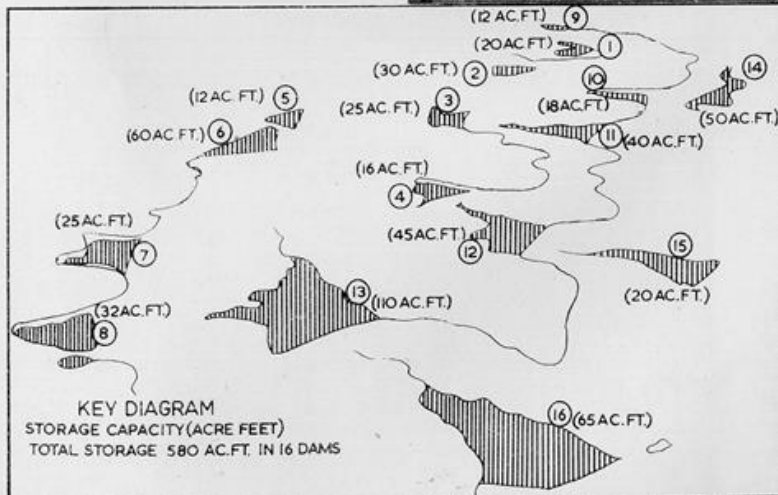 (12 AC. FT.) 9
(20 AC. FT.) 1
(30 AC. FT.) 2
10
14
(12 AC. FT.) 5
(25 AC. FT.) 3
(18 AC. FT.)
(50 AC. FT.)
(60 AC. FT.) 6
11 (40 AC. FT.)
(16 AC. FT.)
4
(25 AC. FT.)
7
(45 AC. FT.)
12
15
(20 AC. FT.)
13 (110 AC. FT.)
(32 AC. FT.)
8
KEY DIAGRAM
STORAGE CAPACITY (ACRE FEET)
TOTAL STORAGE 580 AC. FT. IN 16 DAMS
16 (65 AC. FT.)